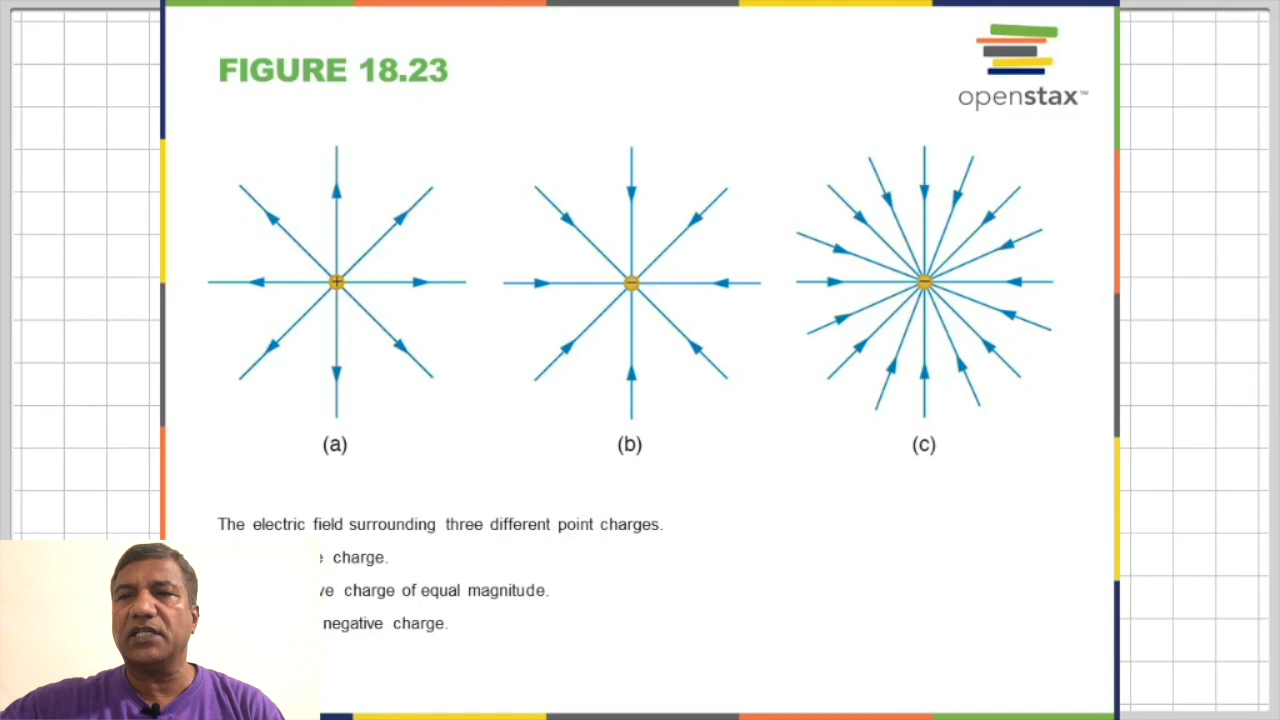 FIGURE 18.23
openstax™
+
−
−
(a)
(b)
(c)
The electric field surrounding three different point charges.
charge.
charge of equal magnitude.
negative charge.